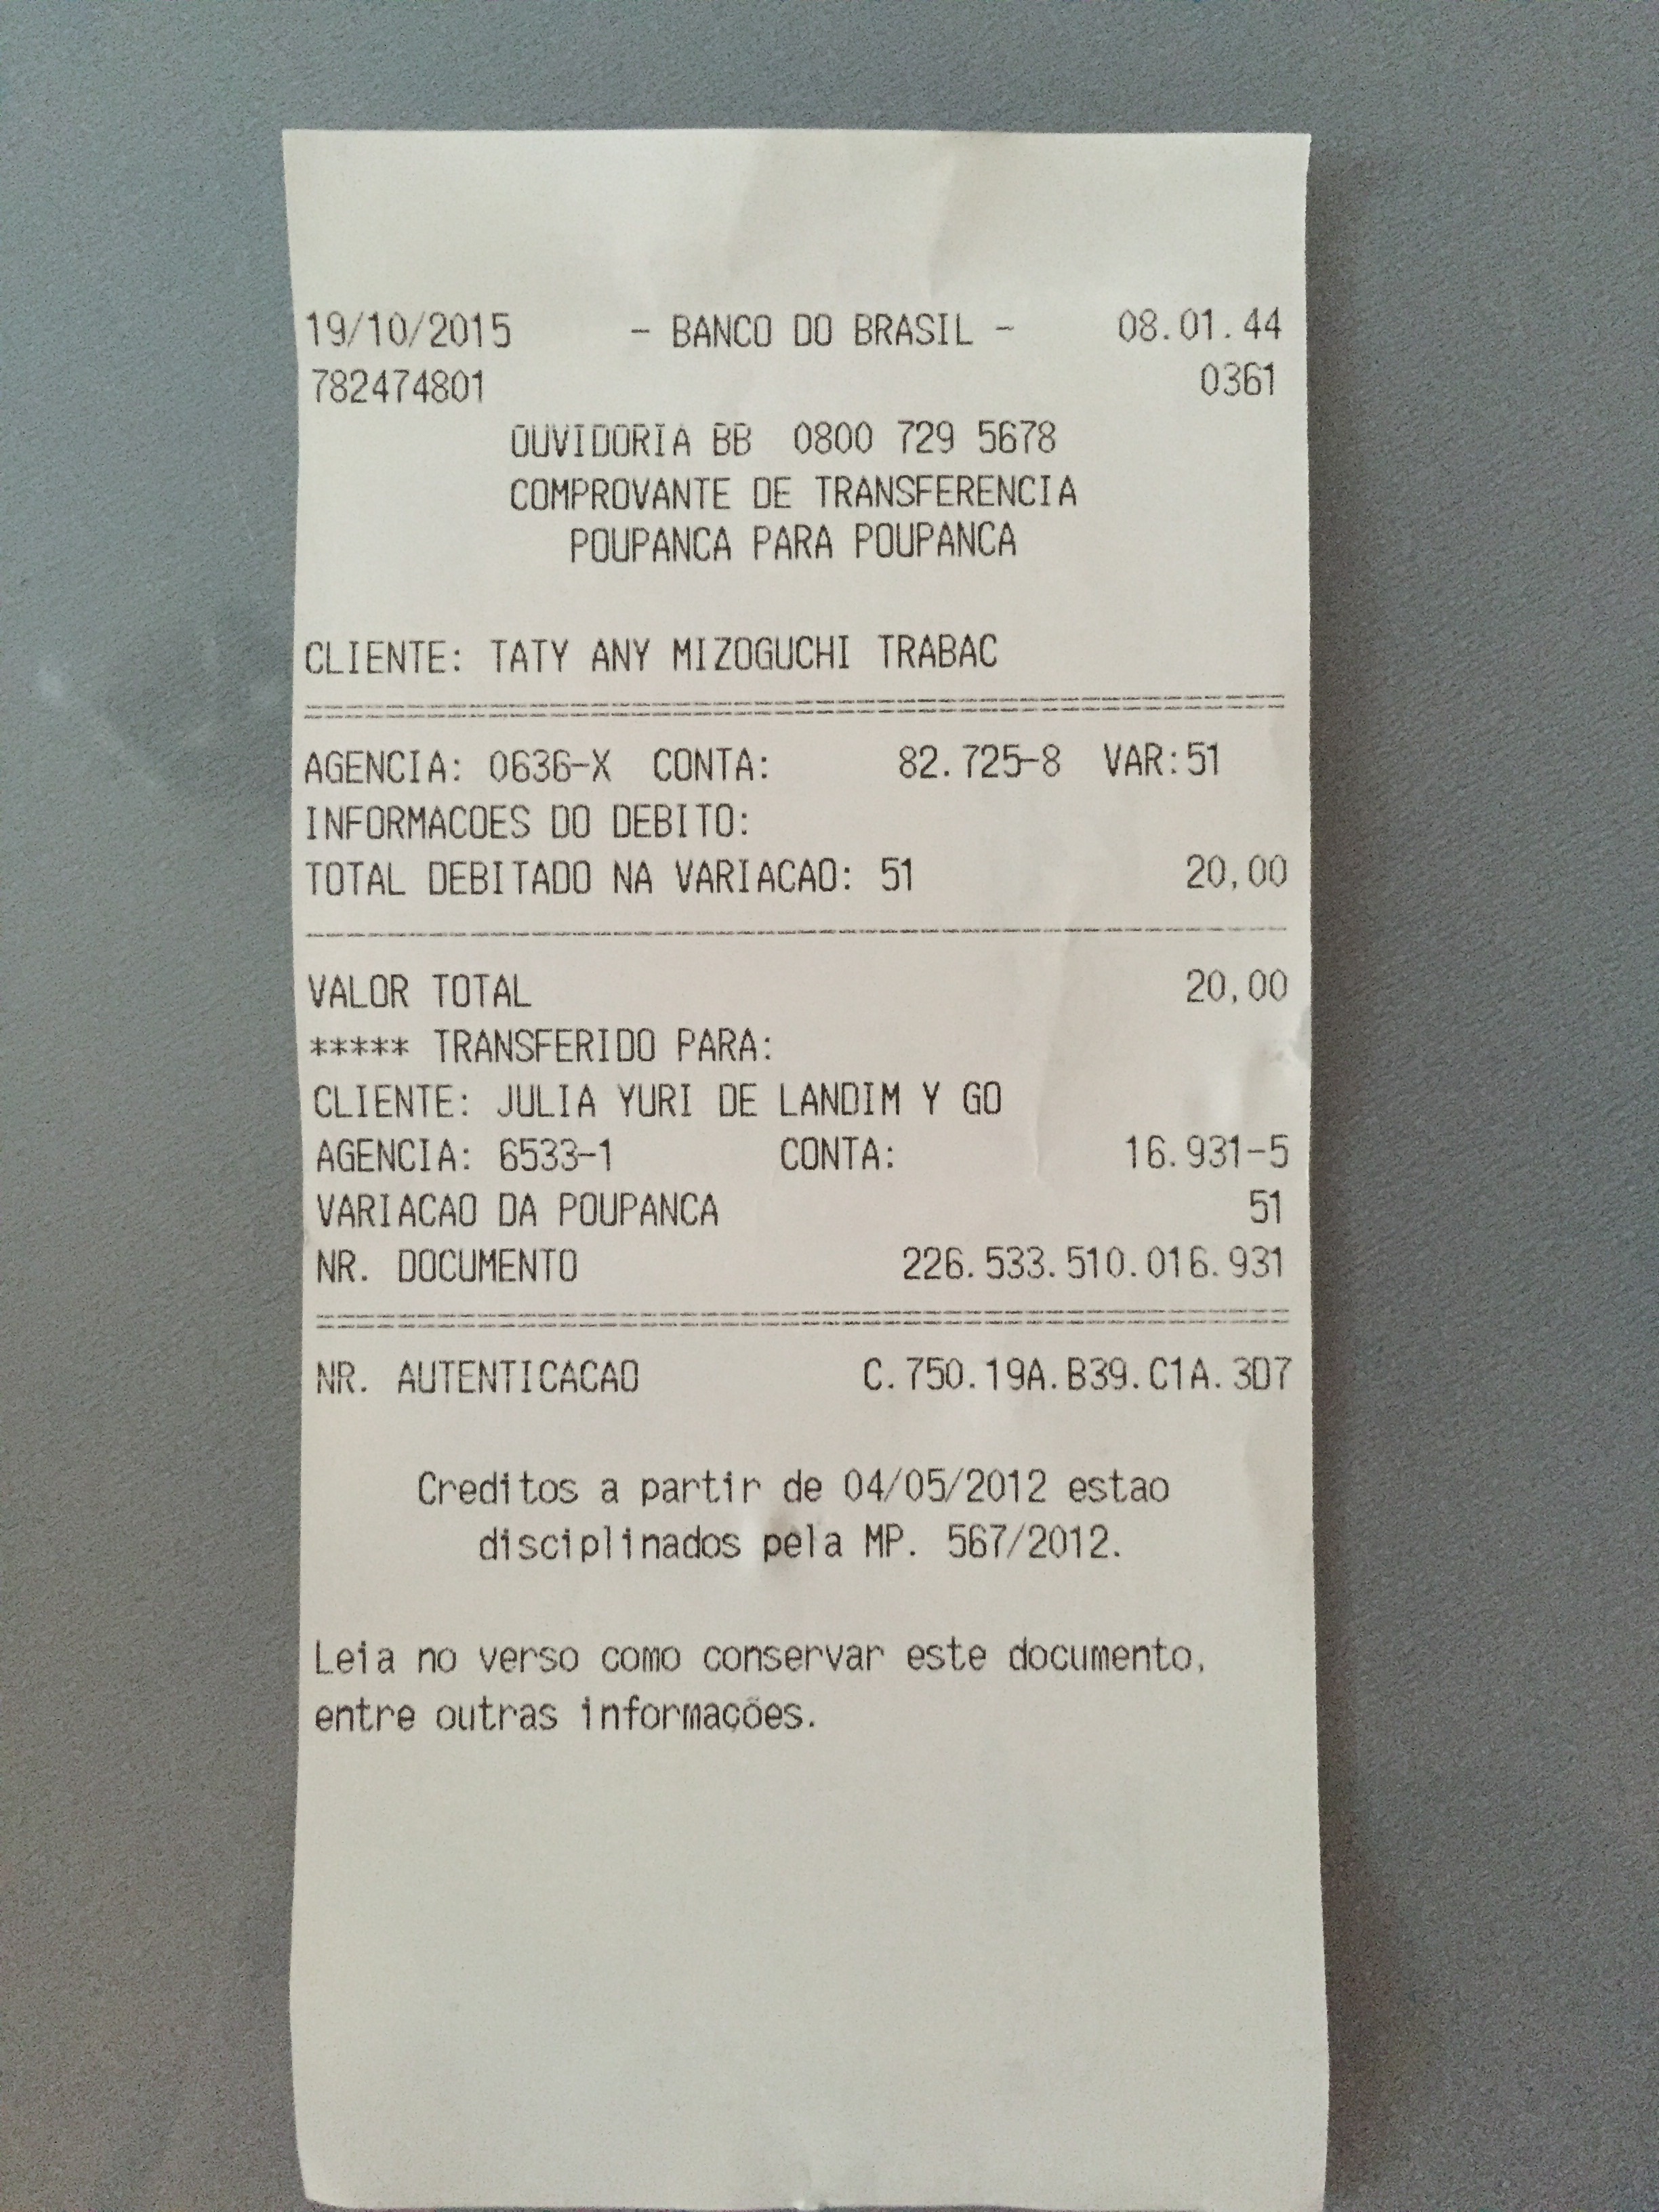 19/10/2015 - BANCO DO BRASIL - 08.01.44
782474801 0361
OUVIDORIA BB 0800 729 5678
COMPROVANTE DE TRANSFERENCIA
POUPANCA PARA POUPANCA
CLIENTE: TATY ANY MIZOGUCHI TRABAC
AGENCIA: 0636-X CONTA: 82.725-8 VAR:51
INFORMACOES DO DEBITO:
TOTAL DEBITADO NA VARIACAO: 51 20,00
VALOR TOTAL 20,00
***** TRANSFERIDO PARA:
CLIENTE: JULIA YURI DE LANDIM Y GO
AGENCIA: 6533-1 CONTA: 16.931-5
VARIACAO DA POUPANCA 51
NR. DOCUMENTO 226.533.510.016.931
NR. AUTENTICACAO C.750.19A.B39.C1A.3D7
Creditos a partir de 04/05/2012 estao
disciplinados pela MP. 567/2012.
Leia no verso como conservar este documento,
entre outras informações.